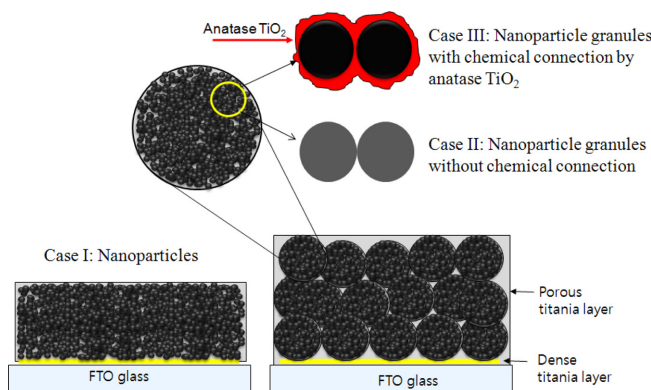 Anatase TiO₂
Case III: Nanoparticle granules
with chemical connection by
anatase TiO₂
Case II: Nanoparticle granules
without chemical connection
Case I: Nanoparticles
Porous
titania layer
Dense
titania layer
FTO glass
FTO glass